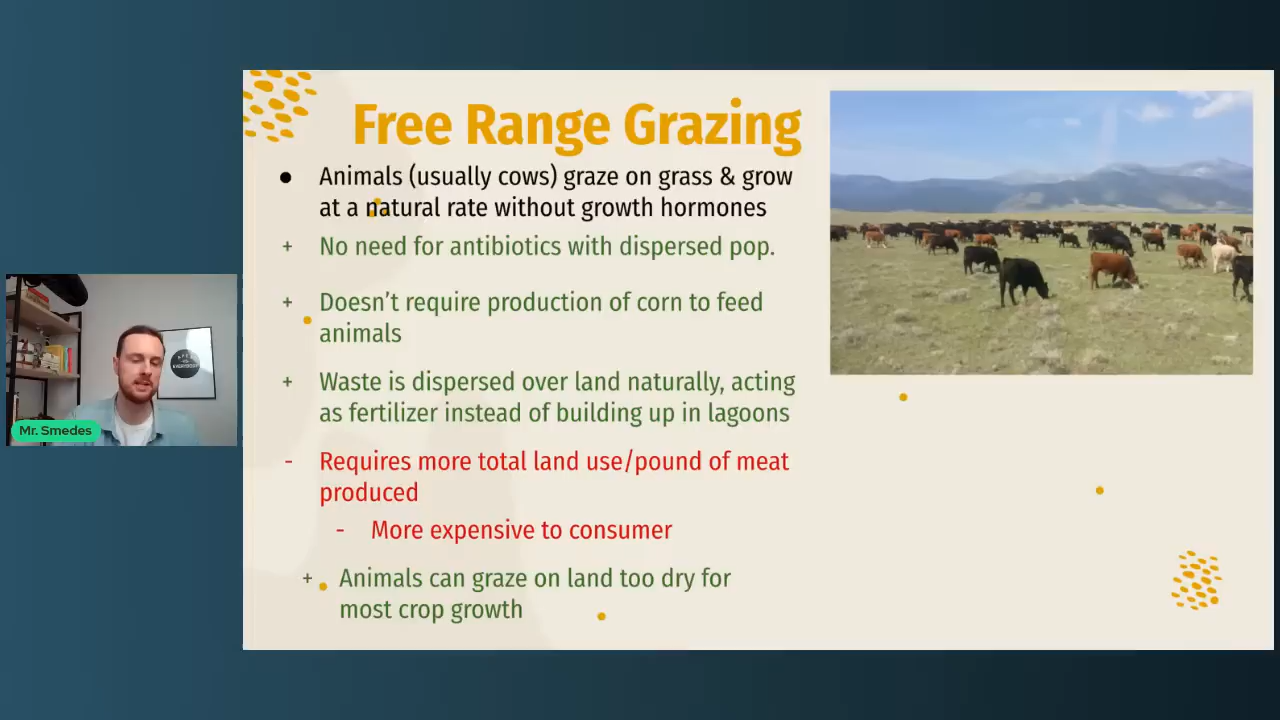 Free Range Grazing
● Animals (usually cows) graze on grass & grow
at a natural rate without growth hormones
+ No need for antibiotics with dispersed pop.
+ Doesn't require production of corn to feed
animals
+ Waste is dispersed over land naturally, acting
as fertilizer instead of building up in lagoons
- Requires more total land use/pound of meat
produced
- More expensive to consumer
+ Animals can graze on land too dry for
most crop growth
Mr. Smedes